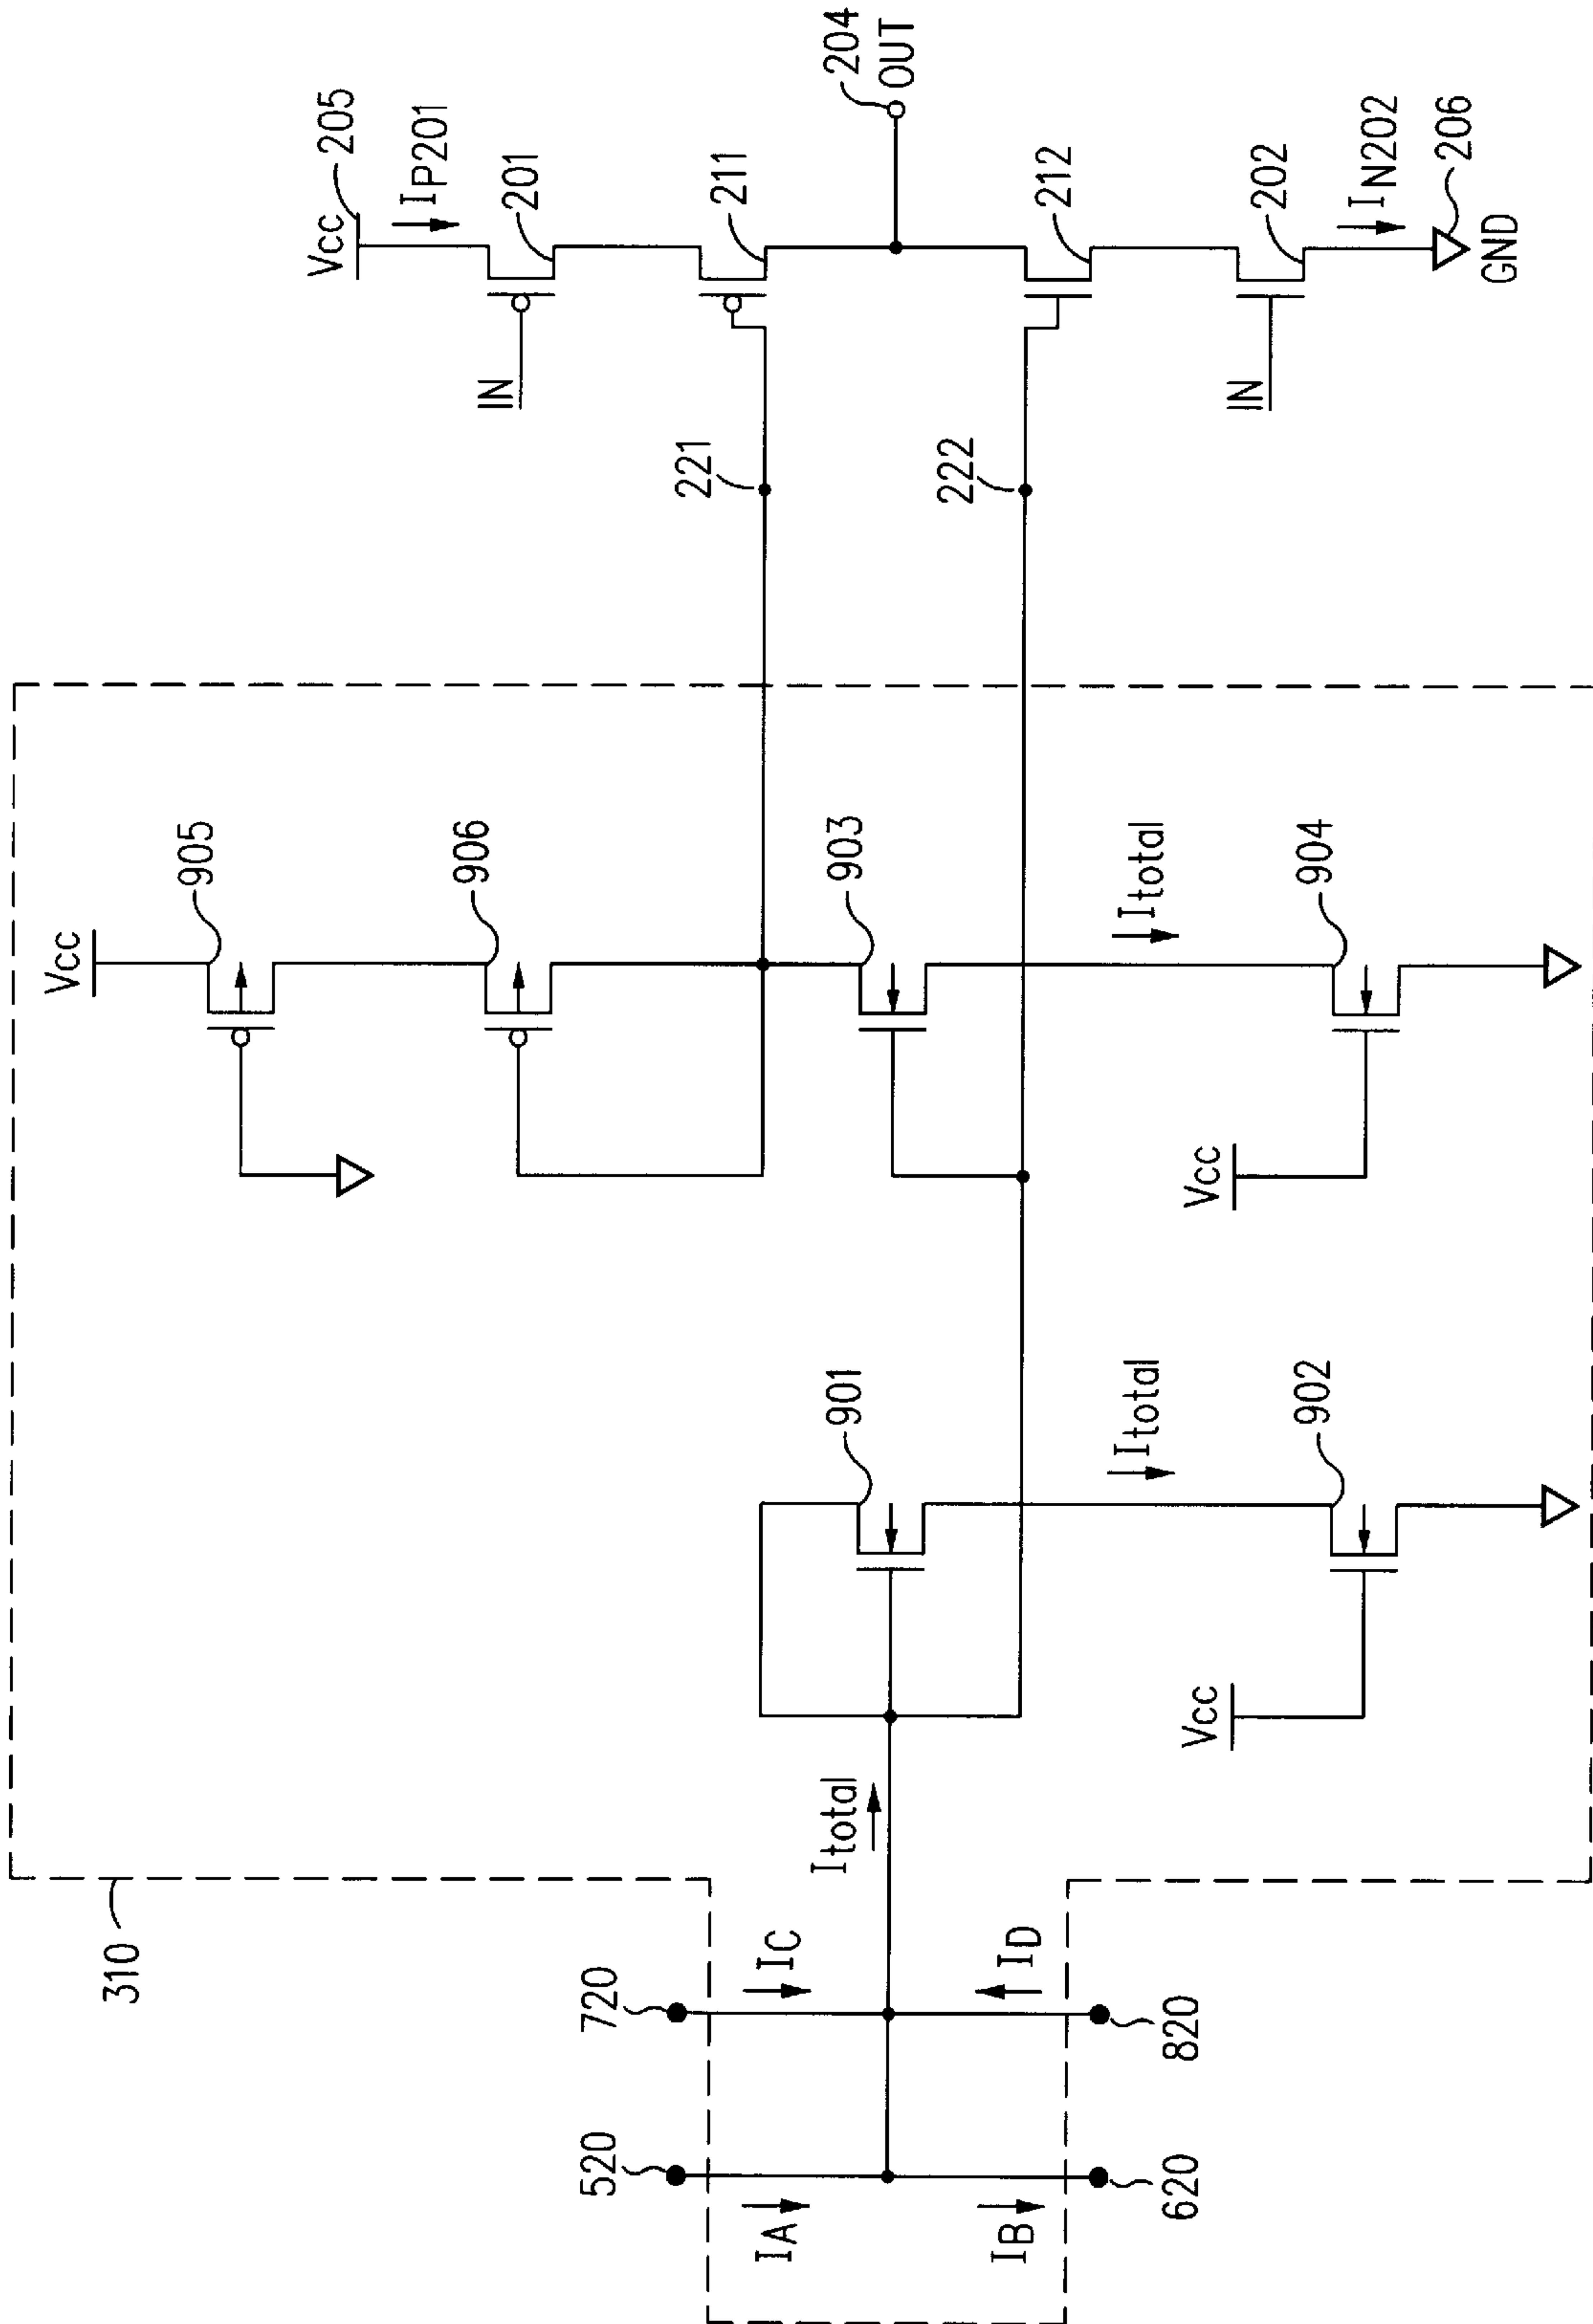 310
Vcc
905
906
903
Itotal
904
Vcc
901
Itotal
902
Vcc
Itotal
720
IC
ID
820
520
IA
IB
620
221
222
Vcc
205
IP201
201
IN
211
204
OUT
212
202
IN
IN202
206
GND